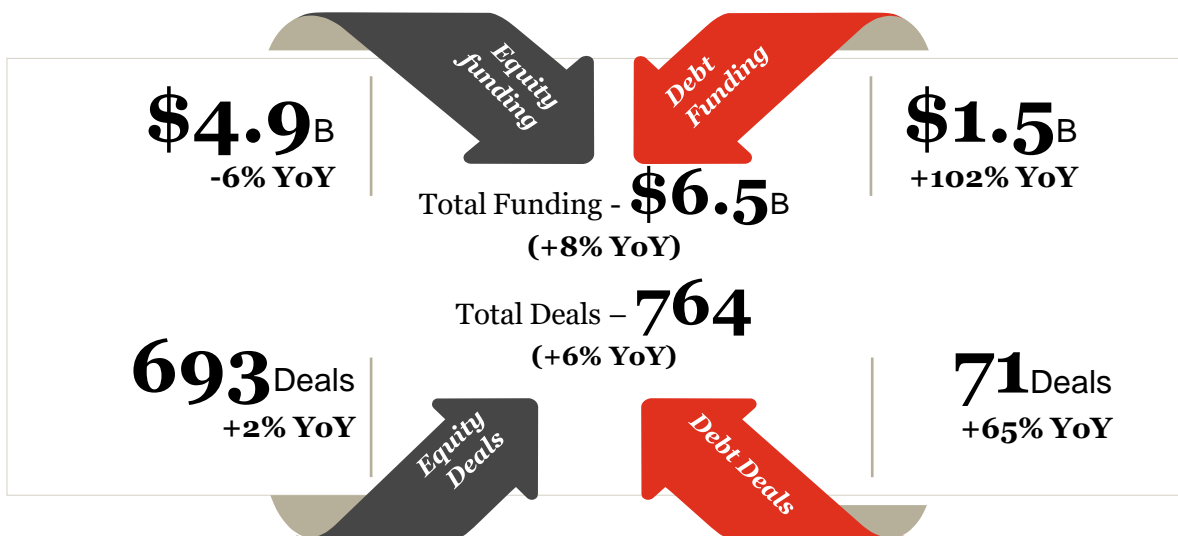 Equity
funding
Debt
Funding
$4.9B
-6% YoY
$1.5B
+102% YoY
Total Funding - $6.5B
(+8% YoY)
Total Deals – 764
(+6% YoY)
693Deals
+2% YoY
71Deals
+65% YoY
Equity
Deals
Debt Deals